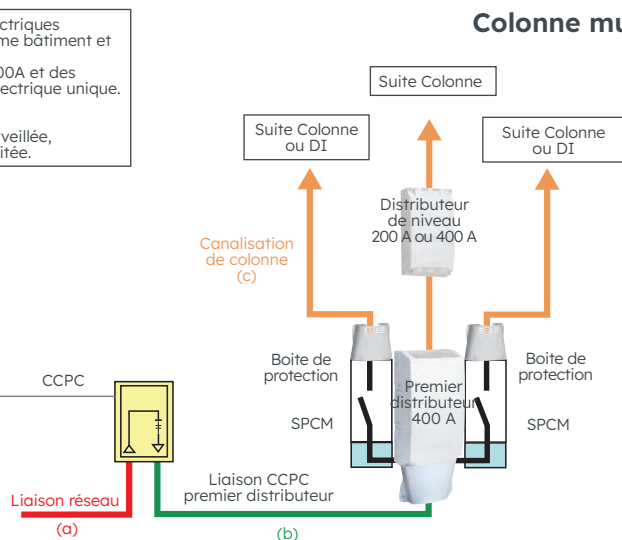 Colonne mu
ctriques
me bâtiment et
00A et des
lectrique unique.
veillée,
itée.
Suite Colonne
Suite Colonne
ou DI
Suite Colonne
ou DI
Distributeur
de niveau
200 A ou 400 A
Canalisation
de colonne
(c)
Boite de
protection
Boite de
protection
CCPC
Premier
distributeur
400 A
SPCM
SPCM
Liaison CCPC
premier distributeur
Liaison réseau
(a)
(b)